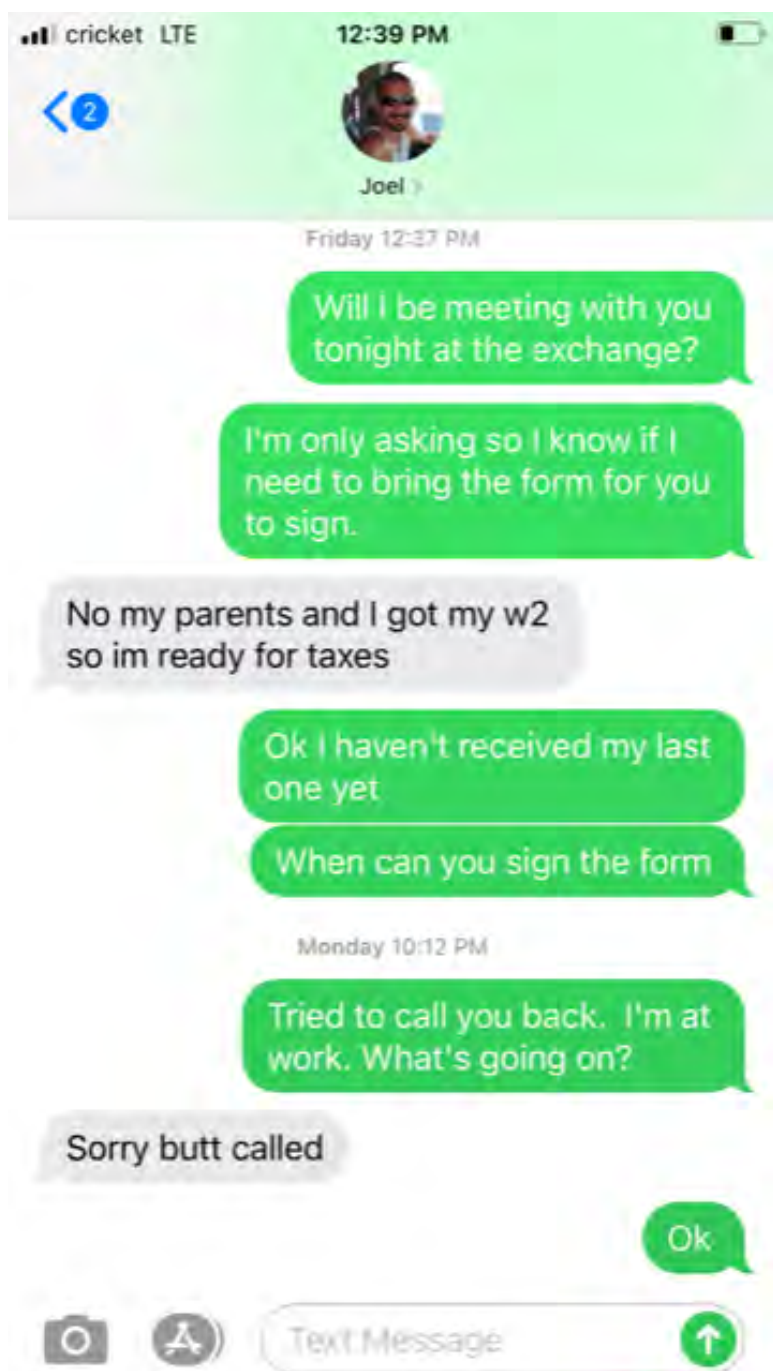 cricket LTE 12:39 PM
2
Joel >
Friday 12:37 PM
Will I be meeting with you
tonight at the exchange?
I'm only asking so I know if I
need to bring the form for you
to sign.
No my parents and I got my w2
so im ready for taxes
Ok I haven't received my last
one yet
When can you sign the form
Monday 10:12 PM
Tried to call you back.  I'm at
work. What's going on?
Sorry butt called
Ok
Text Message